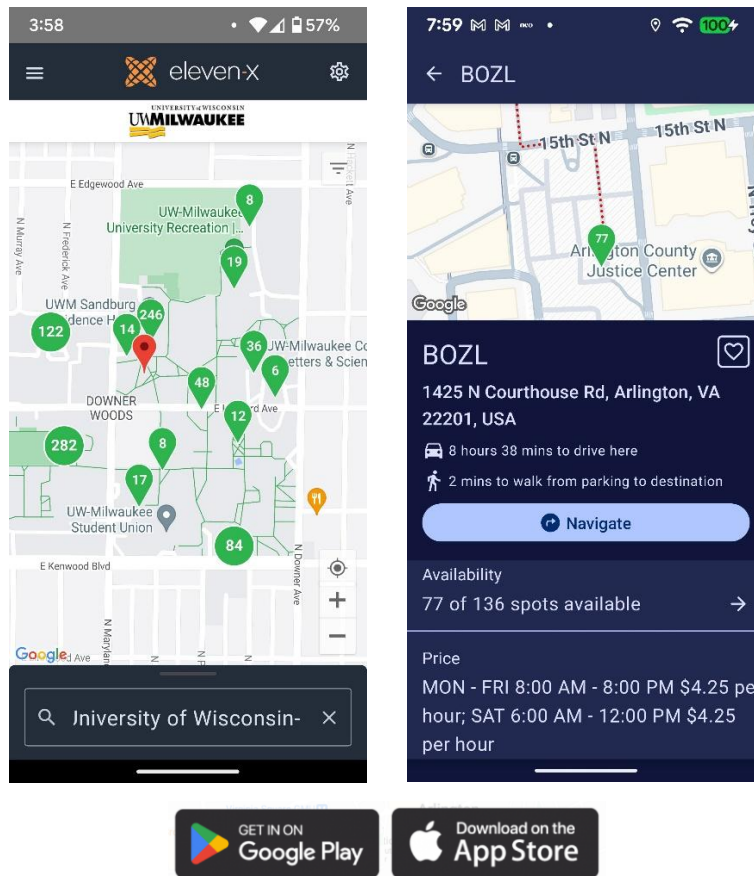 3:58
57%
eleven-x
UNIVERSITY of WISCONSIN
UWMILWAUKEE
E Edgewood Ave
N Hackett Ave
8
UW-Milwaukee
University Recreation |...
N Murray Ave
N Frederick Ave
19
UWM Sandburg
246
14
122
36
UW-Milwaukee Co
etters & Scien
6
48
DOWNER
WOODS
12
282
8
17
UW-Milwaukee
Student Union
84
E Kenwood Blvd
N Downer Ave
Google
University of Wisconsin-
7:59
neo
100
BOZL
15th St N
15th St N
77
Arlington County
Justice Center
Google
BOZL
1425 N Courthouse Rd, Arlington, VA
22201, USA
8 hours 38 mins to drive here
2 mins to walk from parking to destination
Navigate
Availability
77 of 136 spots available
Price
MON - FRI 8:00 AM - 8:00 PM $4.25 pe
hour; SAT 6:00 AM - 12:00 PM $4.25
per hour
GET IN ON
Google Play
Download on the
App Store